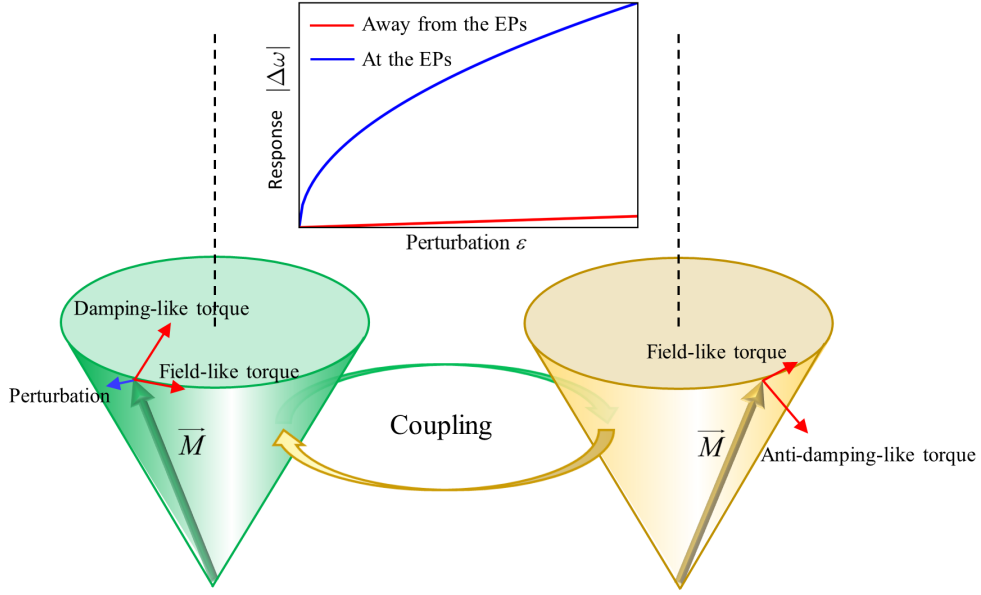 Away from the EPs
At the EPs
Response |Δω|
Perturbation ε
Damping-like torque
Field-like torque
Perturbation
M
Coupling
Field-like torque
M
Anti-damping-like torque